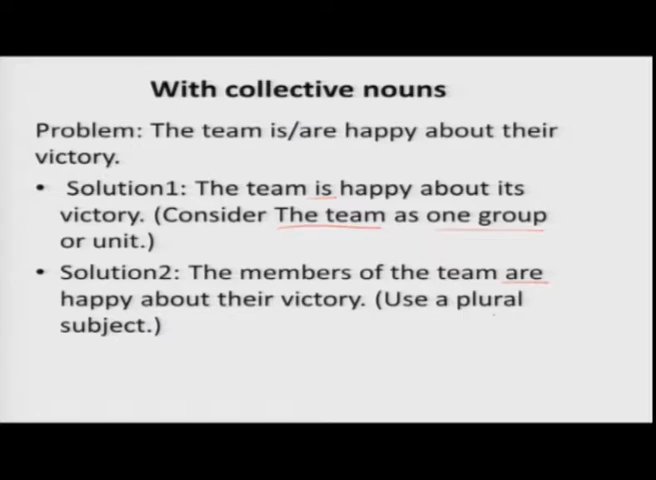 With collective nouns
Problem: The team is/are happy about their
victory.
• Solution1: The team is happy about its
victory. (Consider The team as one group
or unit.)
• Solution2: The members of the team are
happy about their victory. (Use a plural
subject.)